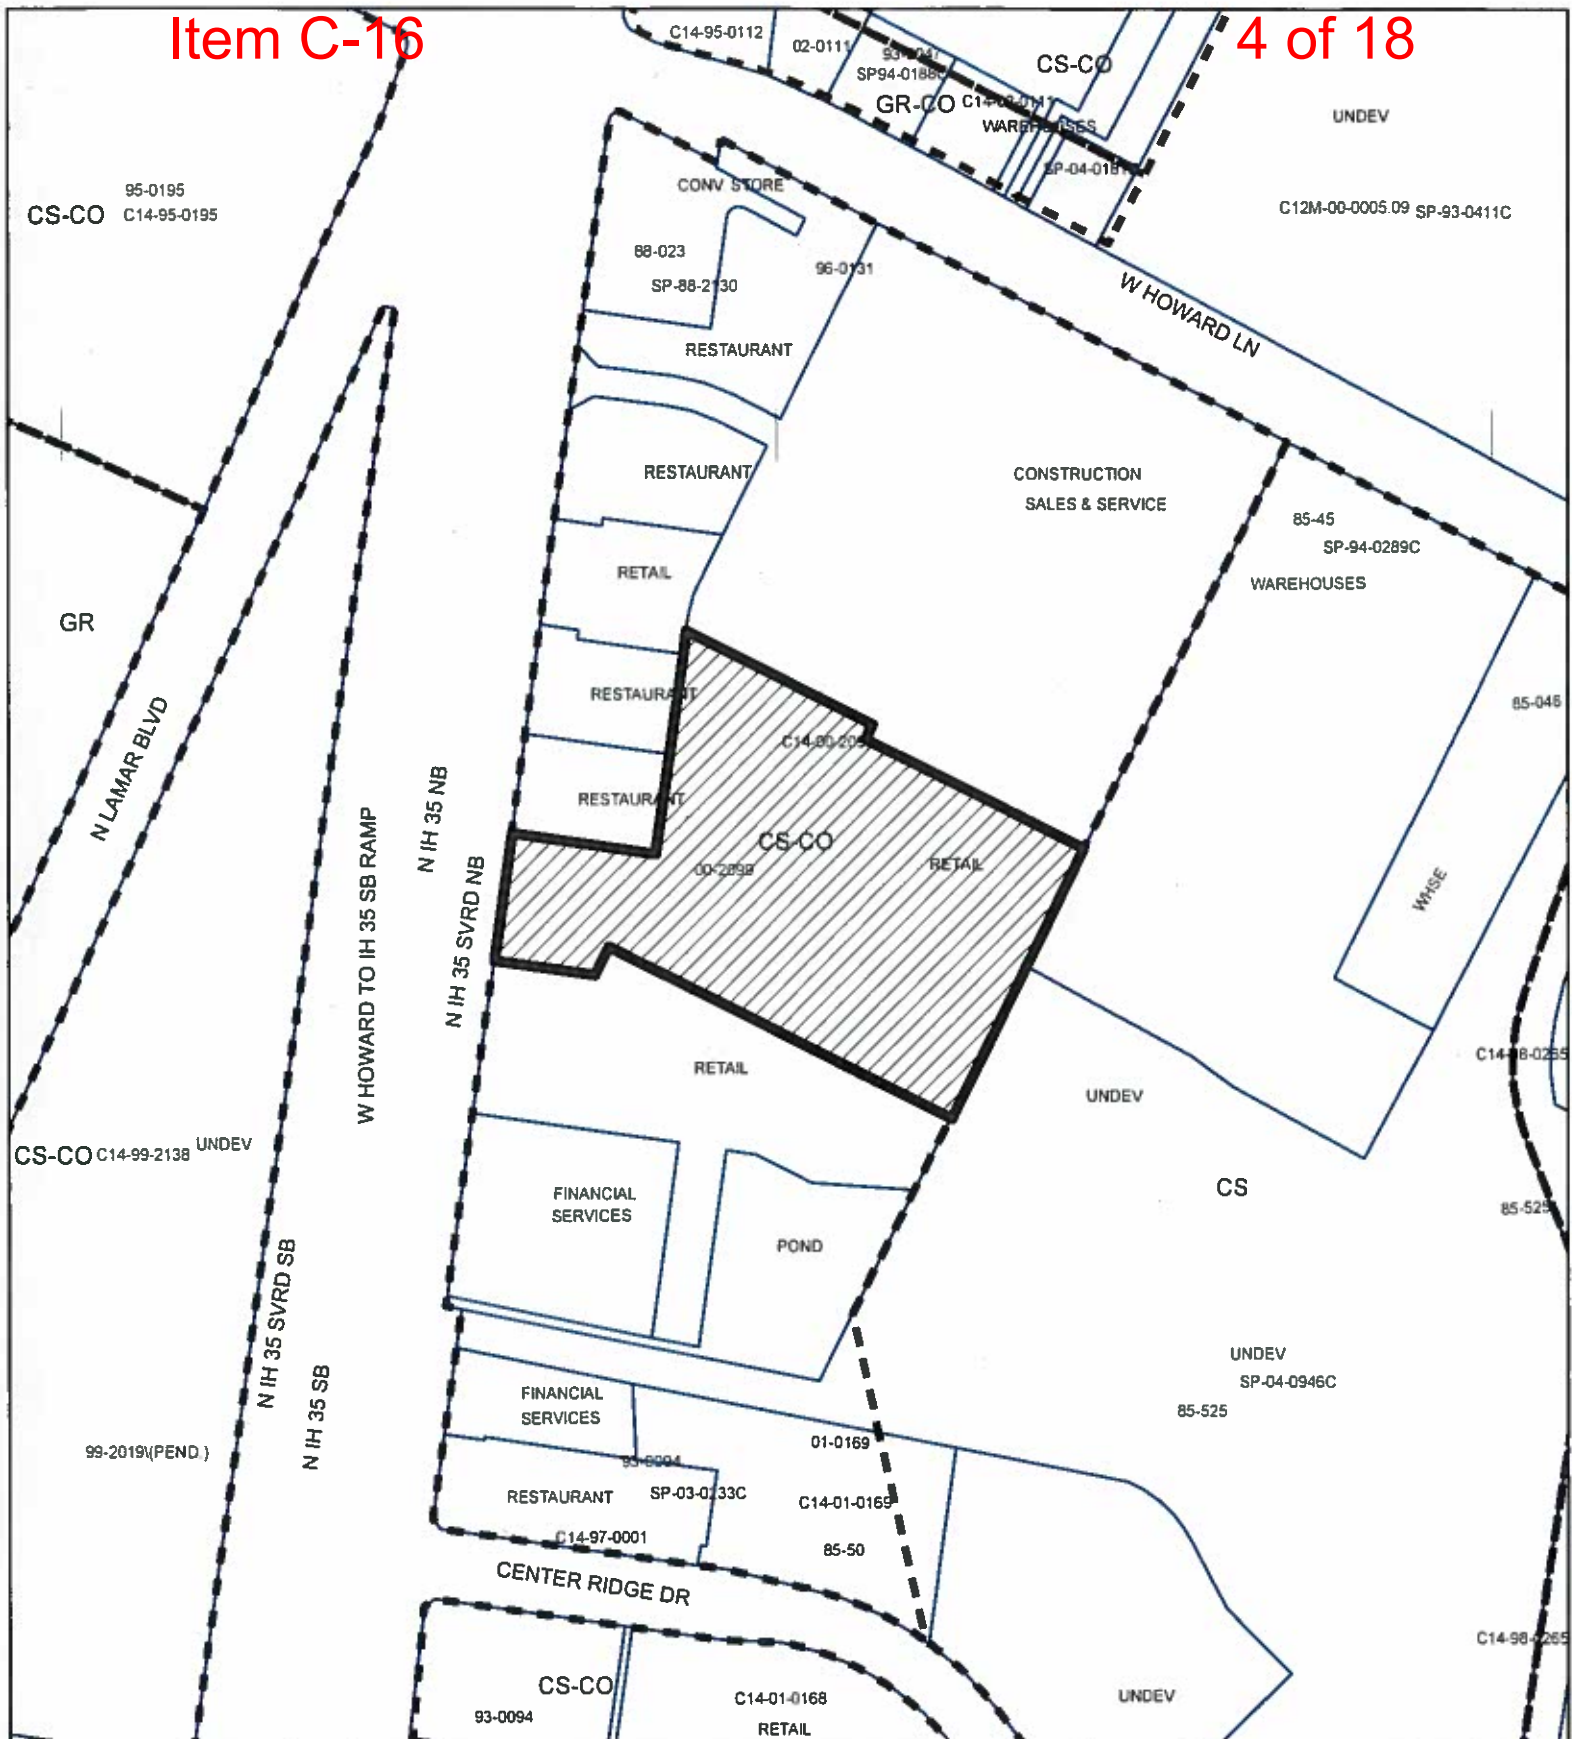 Item C-16
4 of 18
C14-95-0112
02-0111
SP94-0188C
CS-CO
GR-CO
WAREHOUSES
UNDEV
95-0195
CS-CO
C14-95-0195
CONV STORE
C12M-00-0005.09
SP-93-0411C
88-023
SP-88-2130
96-0131
W HOWARD LN
RESTAURANT
RESTAURANT
CONSTRUCTION
SALES & SERVICE
85-45
SP-94-0289C
WAREHOUSES
RETAIL
GR
RESTAURANT
85-046
N LAMAR BLVD
RESTAURANT
CS-CO
00-2099
RETAIL
N IH 35 NB
W HOWARD TO IH 35 SB RAMP
N IH 35 SVRD NB
WHSE
RETAIL
UNDEV
CS-CO
C14-99-2138
UNDEV
CS
FINANCIAL
SERVICES
POND
85-525
N IH 35 SVRD SB
N IH 35 SB
UNDEV
SP-04-0946C
85-525
FINANCIAL
SERVICES
99-2019\(PEND.)
01-0169
93-0094
RESTAURANT
SP-03-0233C
C14-01-0169
C14-97-0001
85-50
CENTER RIDGE DR
C14-98-0265
CS-CO
93-0094
C14-01-0168
RETAIL
UNDEV